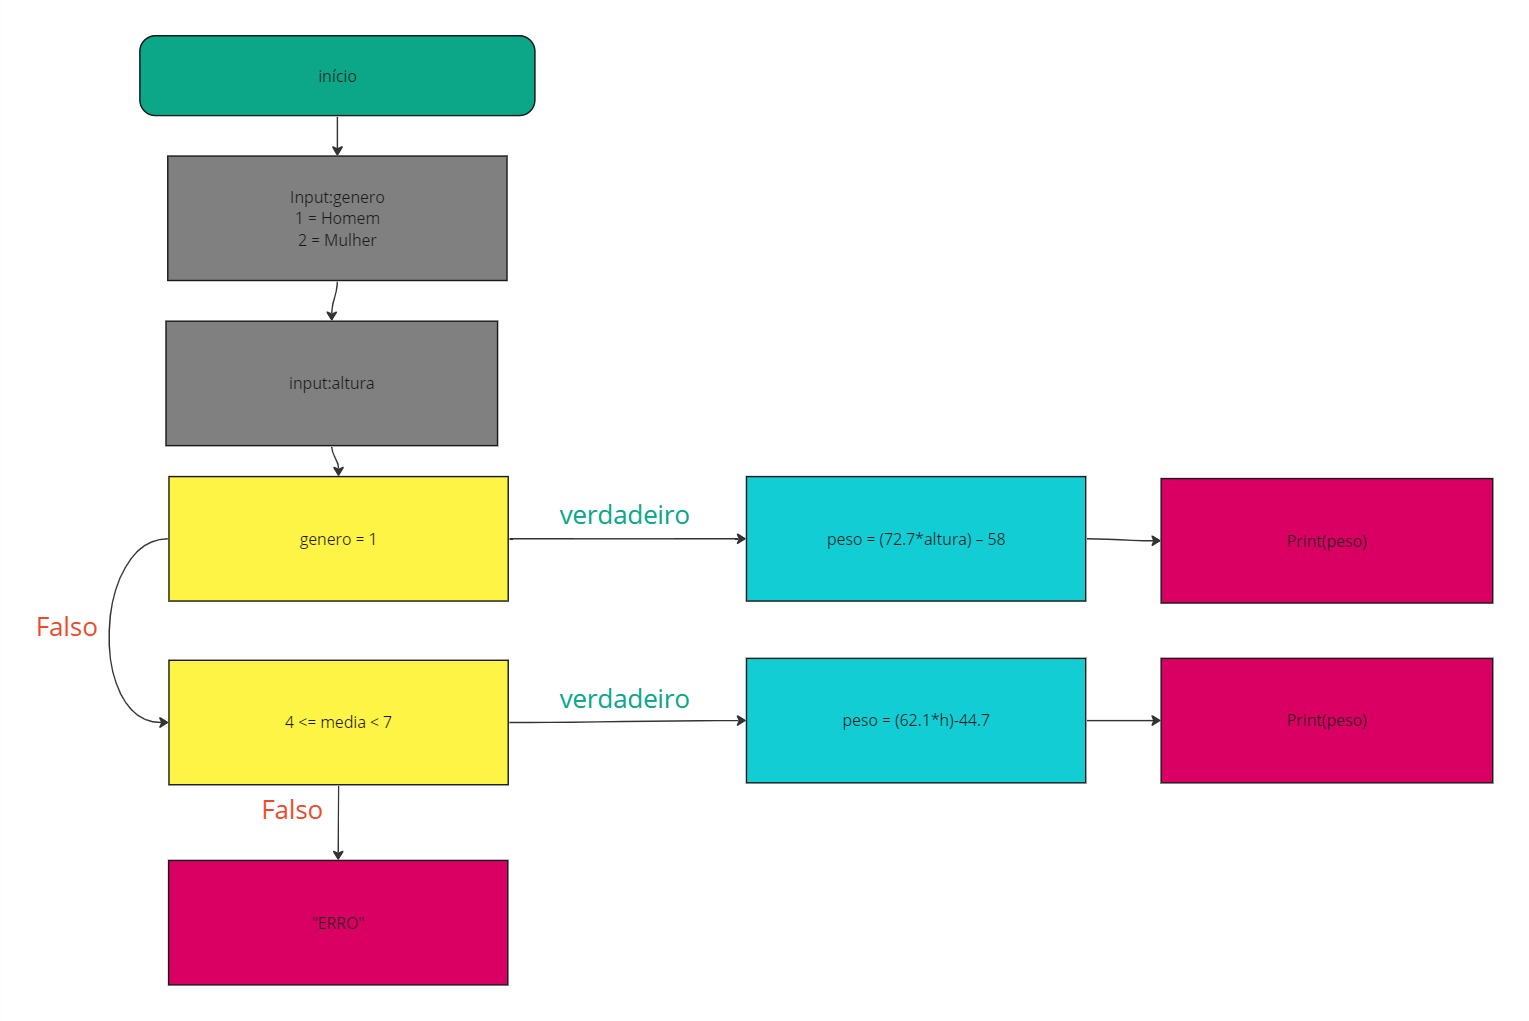 início
Input:genero
1 = Homem
2 = Mulher
input:altura
genero = 1
verdadeiro
peso = (72.7*altura) – 58
Print(peso)
Falso
4 <= media < 7
verdadeiro
peso = (62.1*h)-44.7
Print(peso)
Falso
"ERRO"